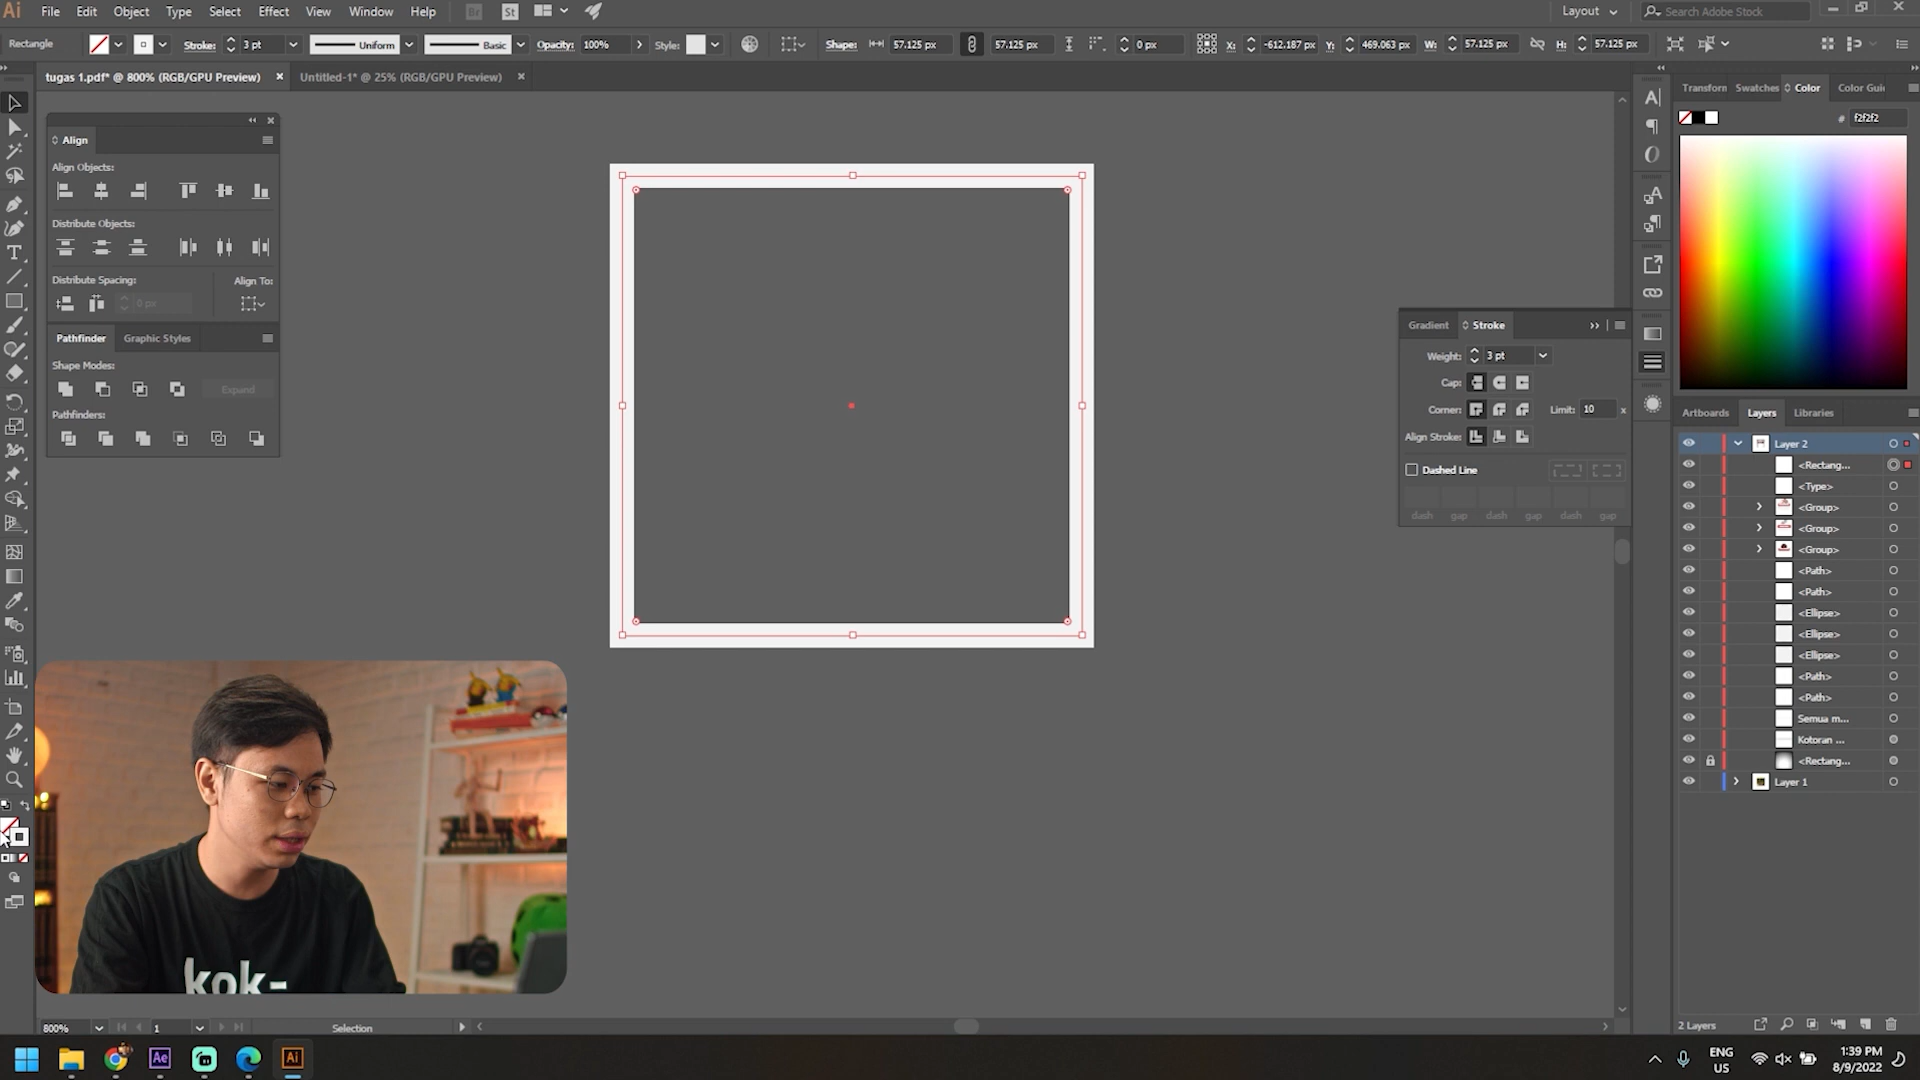 Ai File Edit Object Type Select Effect View Window Help Br St Layout Search Adobe Stock
Rectangle Stroke: 3 pt Uniform Basic Opacity: 100% Style: Shape: 57.125 px 57.125 px 0 px X: -612.187 px Y: 469.063 px W: 57.125 px H: 57.125 px
tugas 1.pdf* @ 800% (RGB/GPU Preview) × Untitled-1* @ 25% (RGB/GPU Preview) ×
Transform Swatches Color Color Gui
# f2f2f2
Align
Align Objects:
Distribute Objects:
Distribute Spacing: Align To:
0 px
Pathfinder Graphic Styles
Shape Modes:
Expand
Pathfinders:
Gradient Stroke
Weight: 3 pt
Cap:
Corner: Limit: 10 x
Align Stroke:
Dashed Line
dash gap dash gap dash gap
Artboards Layers Libraries
Layer 2
<Rectang...
<Type>
<Group>
<Group>
<Group>
<Path>
<Path>
<Ellipse>
<Ellipse>
<Ellipse>
<Path>
<Path>
Semua m...
Kotoran ...
<Rectang...
Layer 1
2 Layers
kok-
800% 1 Selection
Ae Ai
ENG
US
1:39 PM
8/9/2022